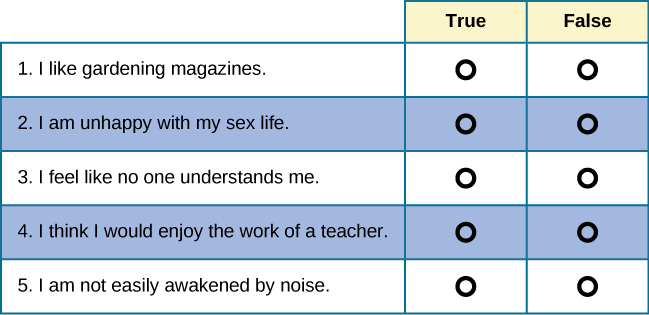 True False
1. I like gardening magazines.
2. I am unhappy with my sex life.
3. I feel like no one understands me.
4. I think I would enjoy the work of a teacher.
5. I am not easily awakened by noise.